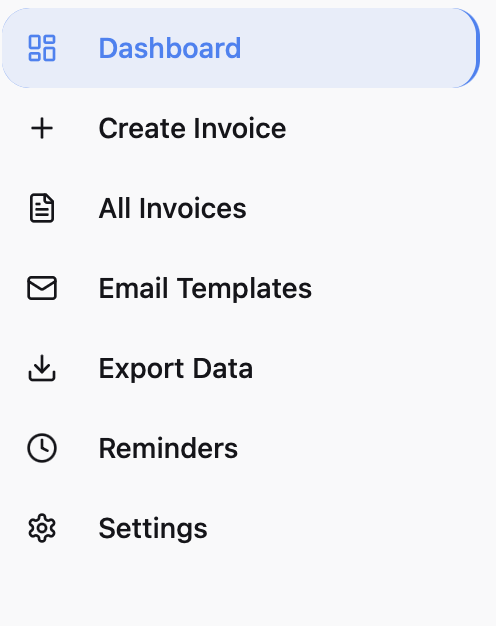 Dashboard
Create Invoice
All Invoices
Email Templates
Export Data
Reminders
Settings